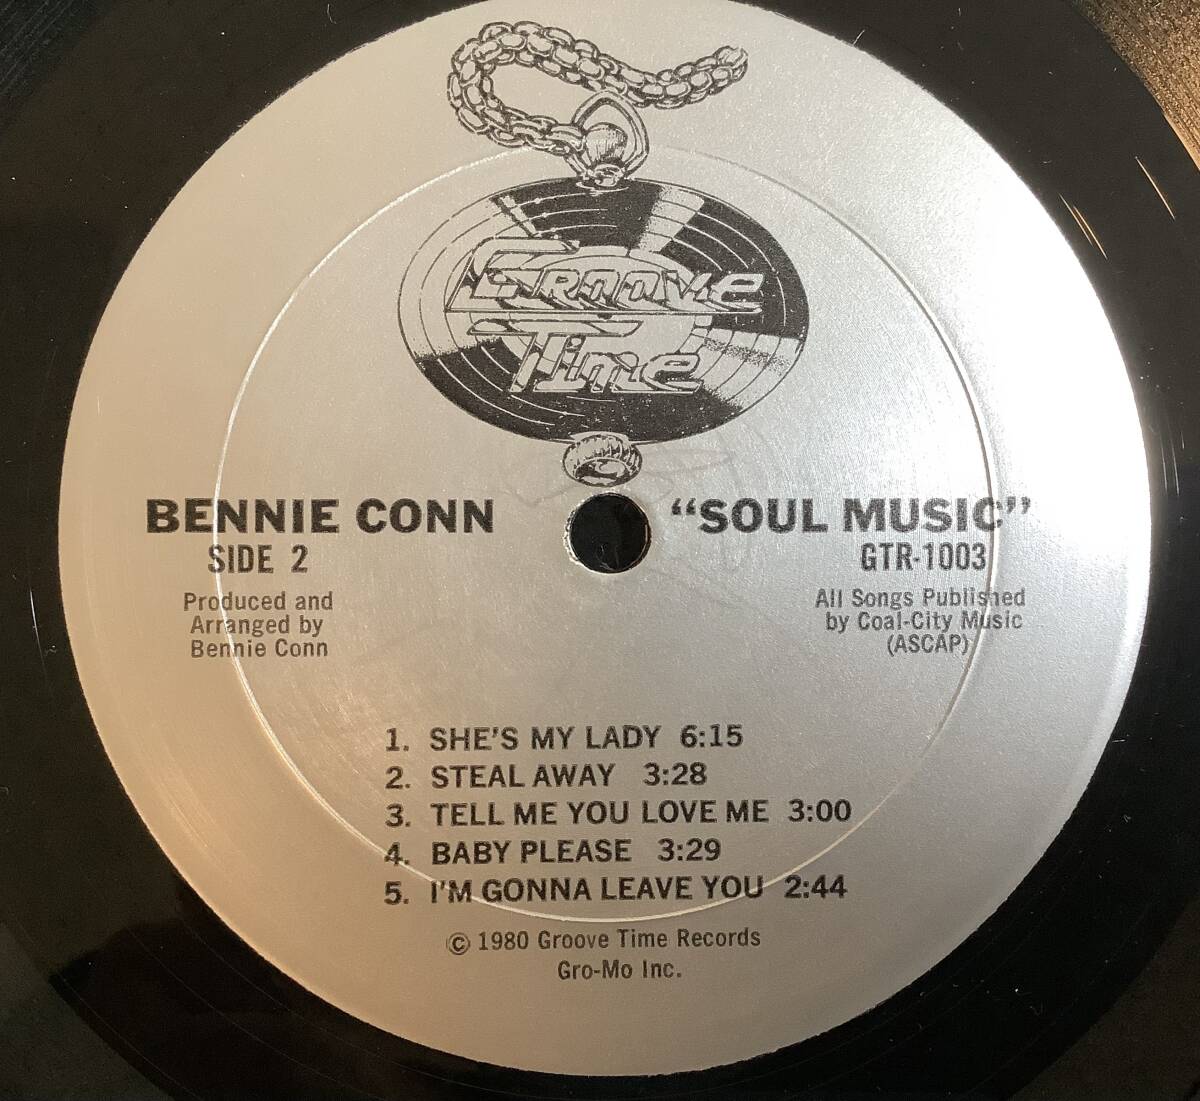 Groove
Time
BENNIE CONN
SIDE 2
Produced and
Arranged by
Bennie Conn
"SOUL MUSIC"
GTR-1003
All Songs Published
by Coal-City Music
(ASCAP)
1. SHE'S MY LADY 6:15
2. STEAL AWAY 3:28
3. TELL ME YOU LOVE ME 3:00
4. BABY PLEASE 3:29
5. I'M GONNA LEAVE YOU 2:44
© 1980 Groove Time Records
Gro-Mo Inc.